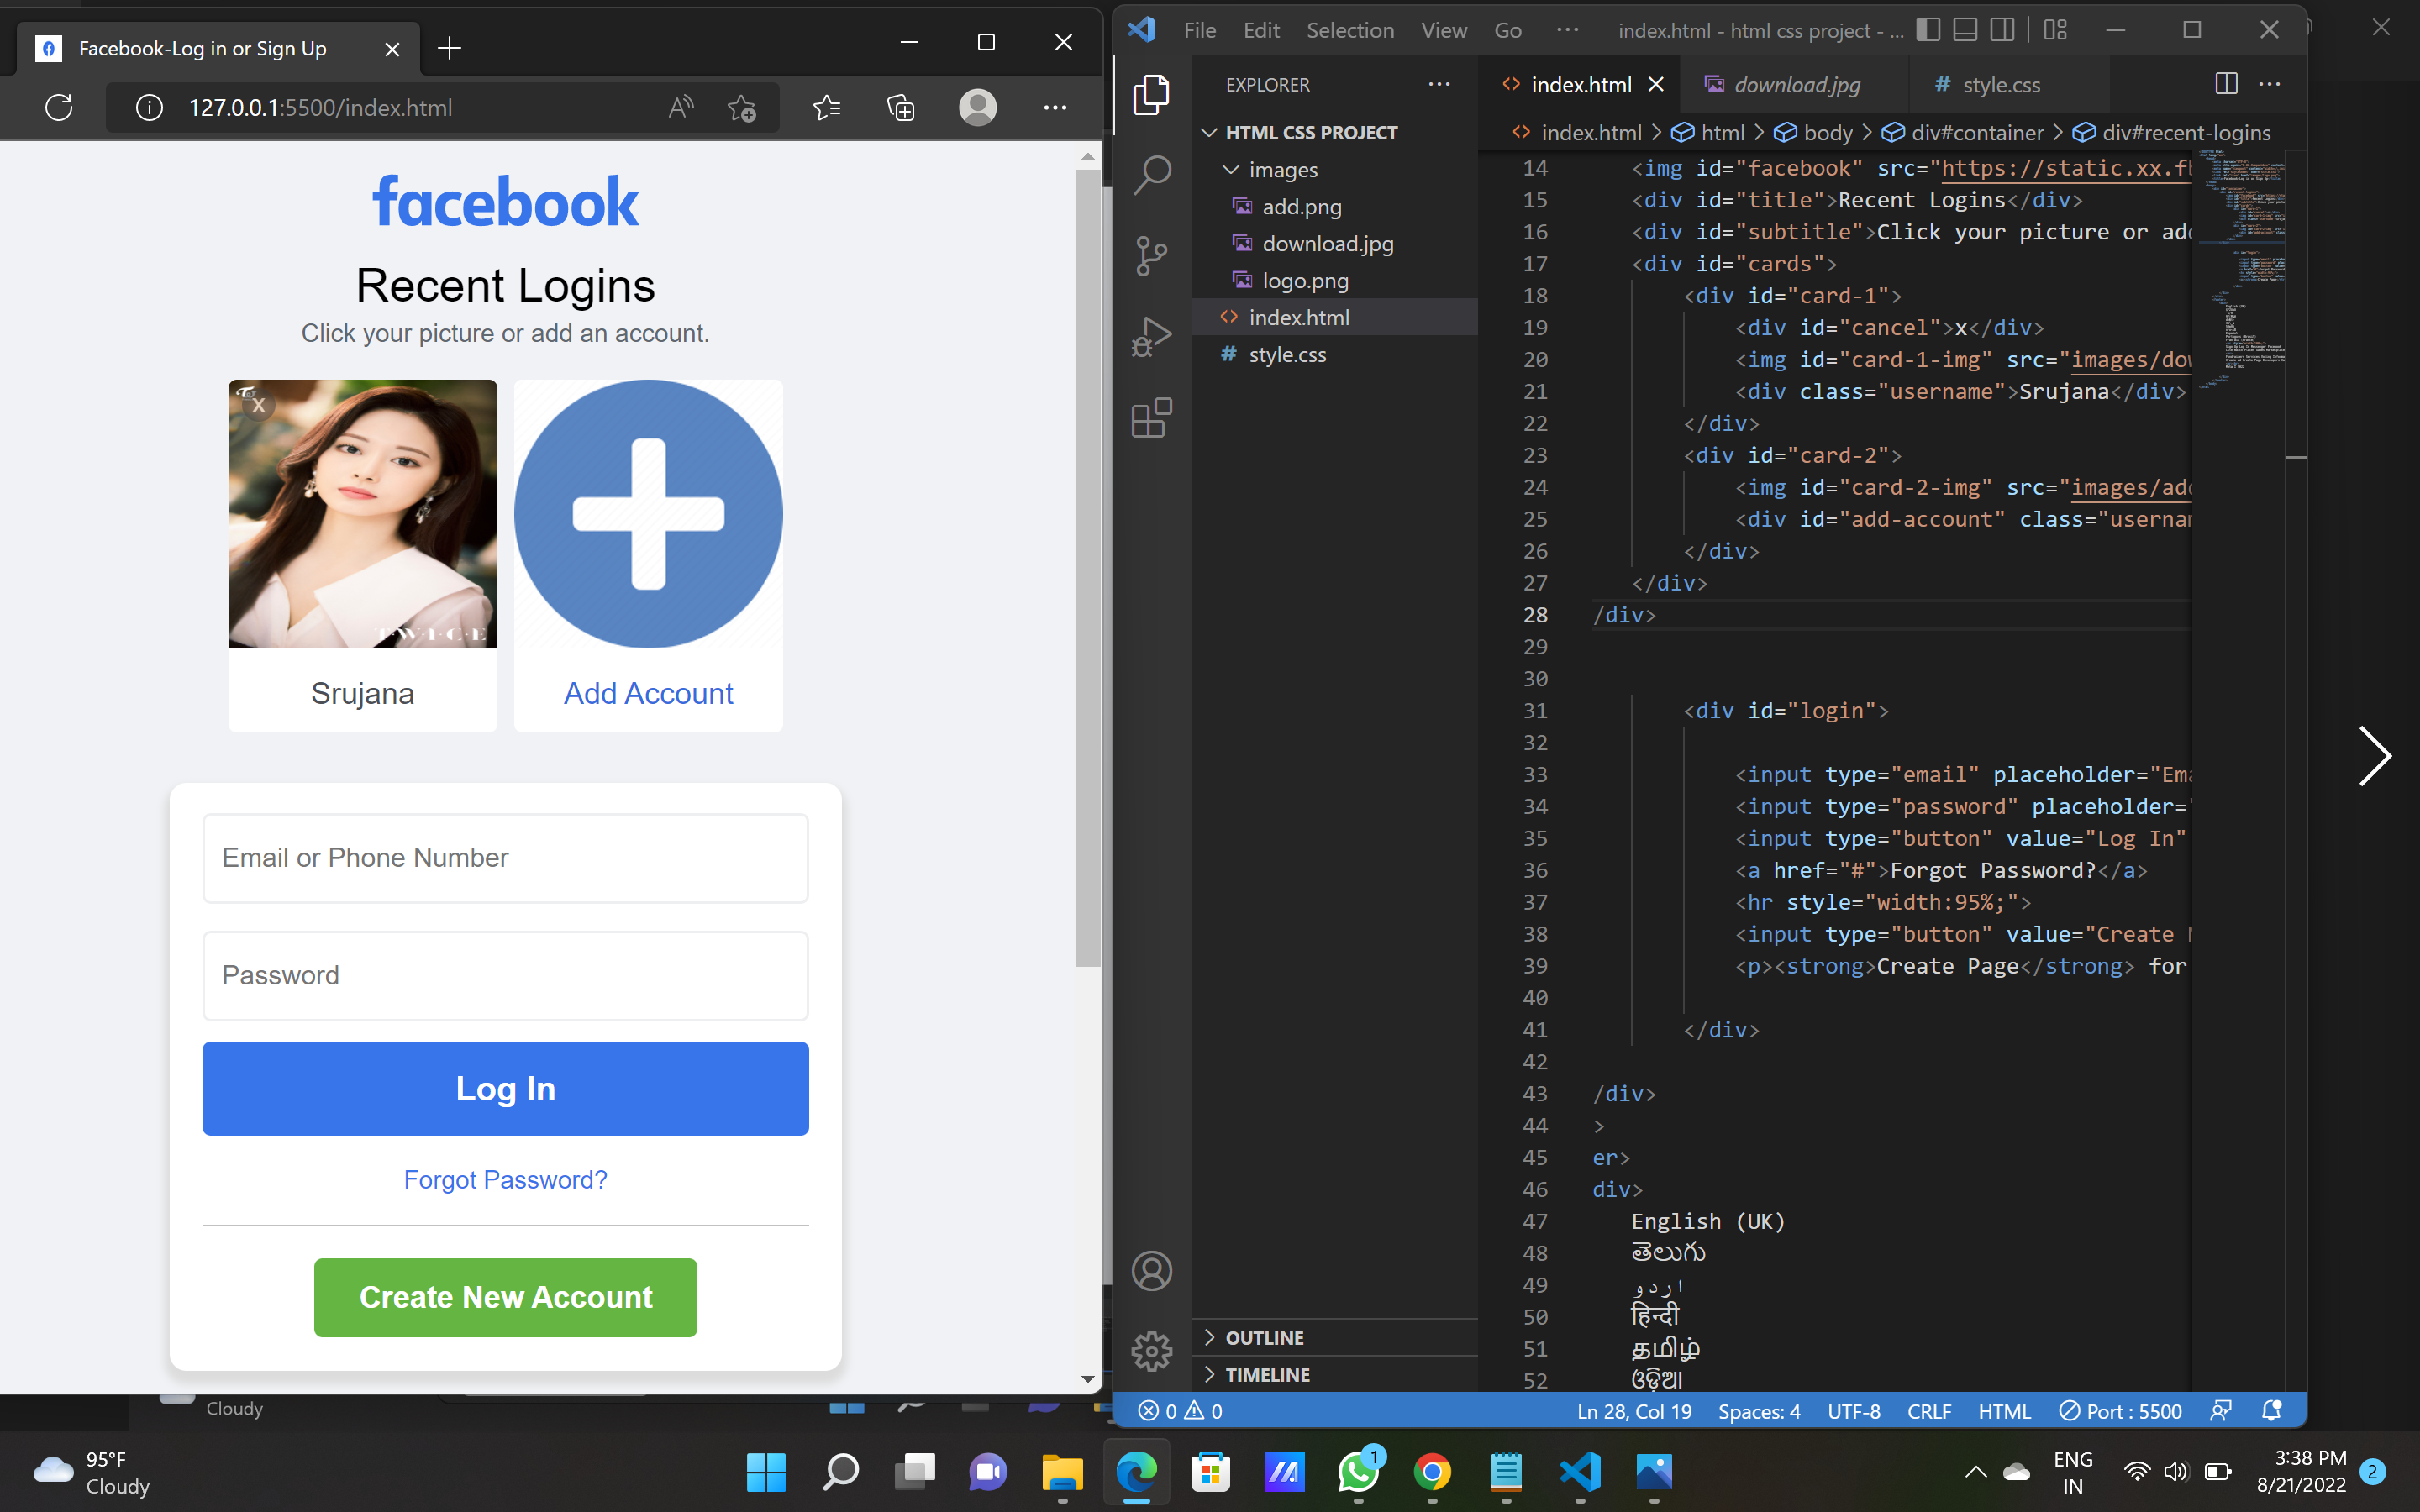 Facebook-Log in or Sign Up
127.0.0.1:5500/index.html
facebook
Recent Logins
Click your picture or add an account.
X
T·W·I·C·E
Srujana
Add Account
Email or Phone Number
Password
Log In
Forgot Password?
Create New Account
File Edit Selection View Go ···
index.html - html css project - ...
EXPLORER
HTML CSS PROJECT
images
add.png
download.jpg
logo.png
index.html
style.css
OUTLINE
TIMELINE
index.html download.jpg style.css
index.html > html > body > div#container > div#recent-logins
14 <img id="facebook" src="https://static.xx.fb
15 <div id="title">Recent Logins</div>
16 <div id="subtitle">Click your picture or add
17 <div id="cards">
18 <div id="card-1">
19 <div id="cancel">x</div>
20 <img id="card-1-img" src="images/dow
21 <div class="username">Srujana</div>
22 </div>
23 <div id="card-2">
24 <img id="card-2-img" src="images/add
25 <div id="add-account" class="usernam
26 </div>
27 </div>
28 /div>
29
30
31 <div id="login">
32
33 <input type="email" placeholder="Ema
34 <input type="password" placeholder="
35 <input type="button" value="Log In"
36 <a href="#">Forgot Password?</a>
37 <hr style="width:95%;">
38 <input type="button" value="Create N
39 <p><strong>Create Page</strong> for
40
41 </div>
42
43 /div>
44 >
45 er>
46 div>
47 English (UK)
48 తెలుగు
49 اردو
50 हिन्दी
51 தமிழ்
52 ଓଡ଼ିଆ
0 0 Ln 28, Col 19 Spaces: 4 UTF-8 CRLF HTML Port : 5500
Cloudy
95°F
Cloudy
1
ENG
IN
3:38 PM
8/21/2022
2